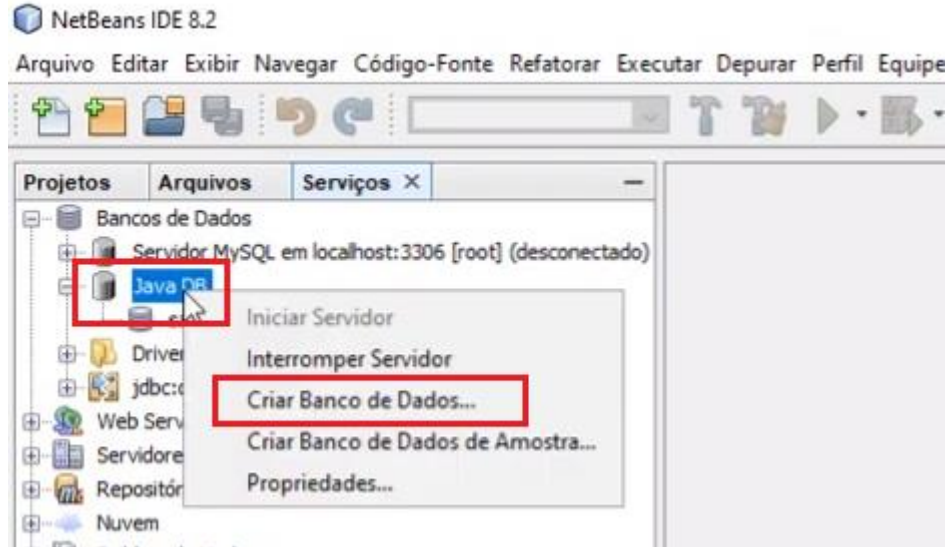 NetBeans IDE 8.2
Arquivo Editar Exibir Navegar Código-Fonte Refatorar Executar Depurar Perfil Equipe
Projetos Arquivos Serviços
Bancos de Dados
Servidor MySQL em localhost:3306 [root] (desconectado)
Java DB
Iniciar Servidor
Driver
Interromper Servidor
jdbc:
Criar Banco de Dados...
Web Serv
Criar Banco de Dados de Amostra...
Servidore
Repositór
Propriedades...
Nuvem